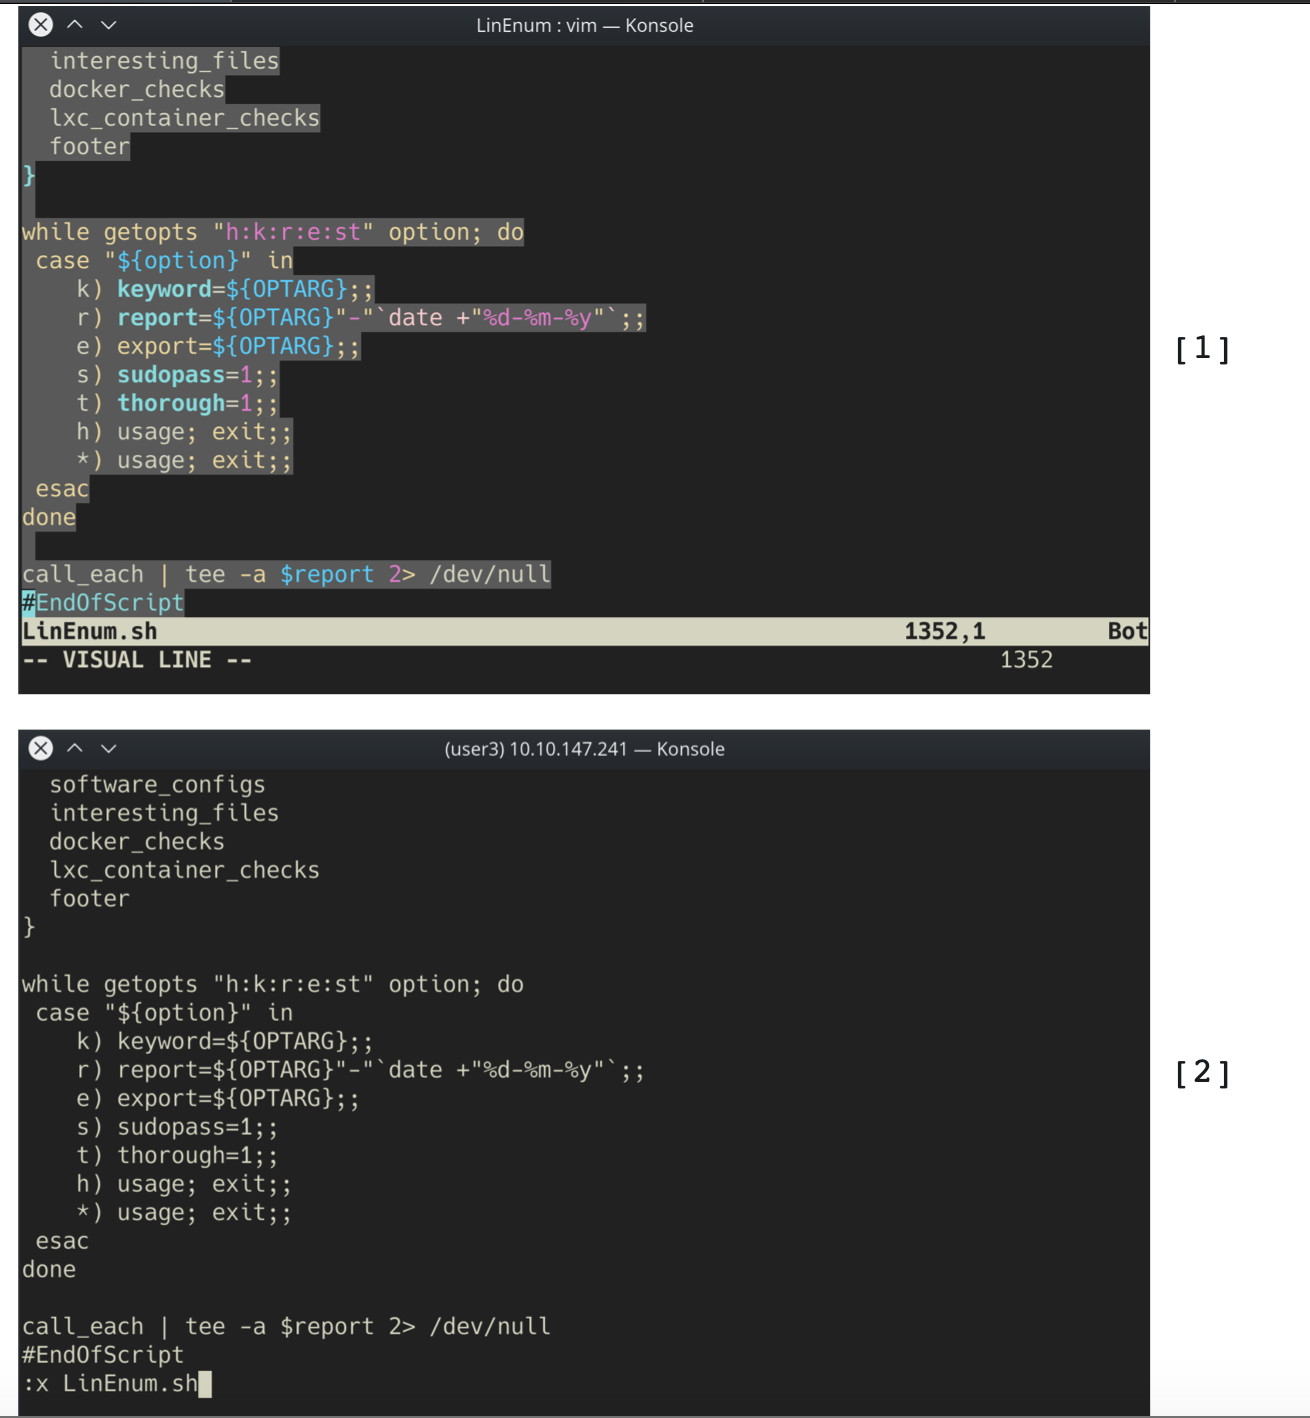 LinEnum : vim — Konsole
interesting_files
docker_checks
lxc_container_checks
footer
}
while getopts "h:k:r:e:st" option; do
case "${option}" in
k) keyword=${OPTARG};;
r) report=${OPTARG}"-"`date +"%d-%m-%y"`;;
e) export=${OPTARG};;
s) sudopass=1;;
t) thorough=1;;
h) usage; exit;;
*) usage; exit;;
esac
done
call_each | tee -a $report 2> /dev/null
#EndOfScript
LinEnum.sh 1352,1 Bot
-- VISUAL LINE -- 1352
[1]
(user3) 10.10.147.241 — Konsole
software_configs
interesting_files
docker_checks
lxc_container_checks
footer
}
while getopts "h:k:r:e:st" option; do
case "${option}" in
k) keyword=${OPTARG};;
r) report=${OPTARG}"-"`date +"%d-%m-%y"`;;
e) export=${OPTARG};;
s) sudopass=1;;
t) thorough=1;;
h) usage; exit;;
*) usage; exit;;
esac
done
call_each | tee -a $report 2> /dev/null
#EndOfScript
:x LinEnum.sh
[2]